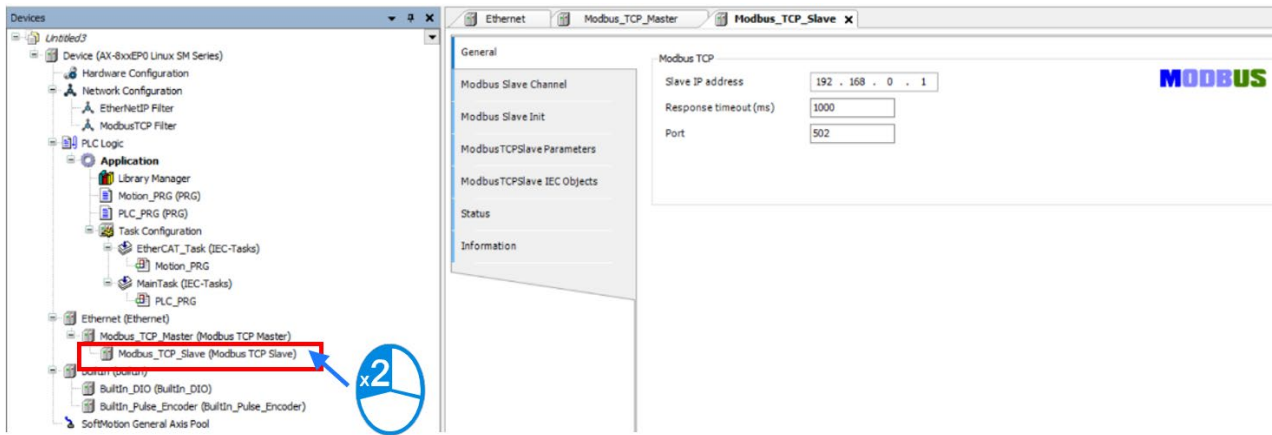 Devices
Untitled3
Device (AX-8xxEP0 Linux SM Series)
Hardware Configuration
Network Configuration
EtherNetIP Filter
ModbusTCP Filter
PLC Logic
Application
Library Manager
Motion_PRG (PRG)
PLC_PRG (PRG)
Task Configuration
EtherCAT_Task (IEC-Tasks)
Motion_PRG
MainTask (IEC-Tasks)
PLC_PRG
Ethernet (Ethernet)
Modbus_TCP_Master (Modbus TCP Master)
Modbus_TCP_Slave (Modbus TCP Slave)
BuiltIn_DIO (BuiltIn_DIO)
BuiltIn_Pulse_Encoder (BuiltIn_Pulse_Encoder)
SoftMotion General Axis Pool
x2
Ethernet Modbus_TCP_Master Modbus_TCP_Slave
General
Modbus Slave Channel
Modbus Slave Init
ModbusTCPSlave Parameters
ModbusTCPSlave IEC Objects
Status
Information
Modbus TCP
Slave IP address 192 . 168 . 0 . 1
Response timeout (ms) 1000
Port 502
MODBUS